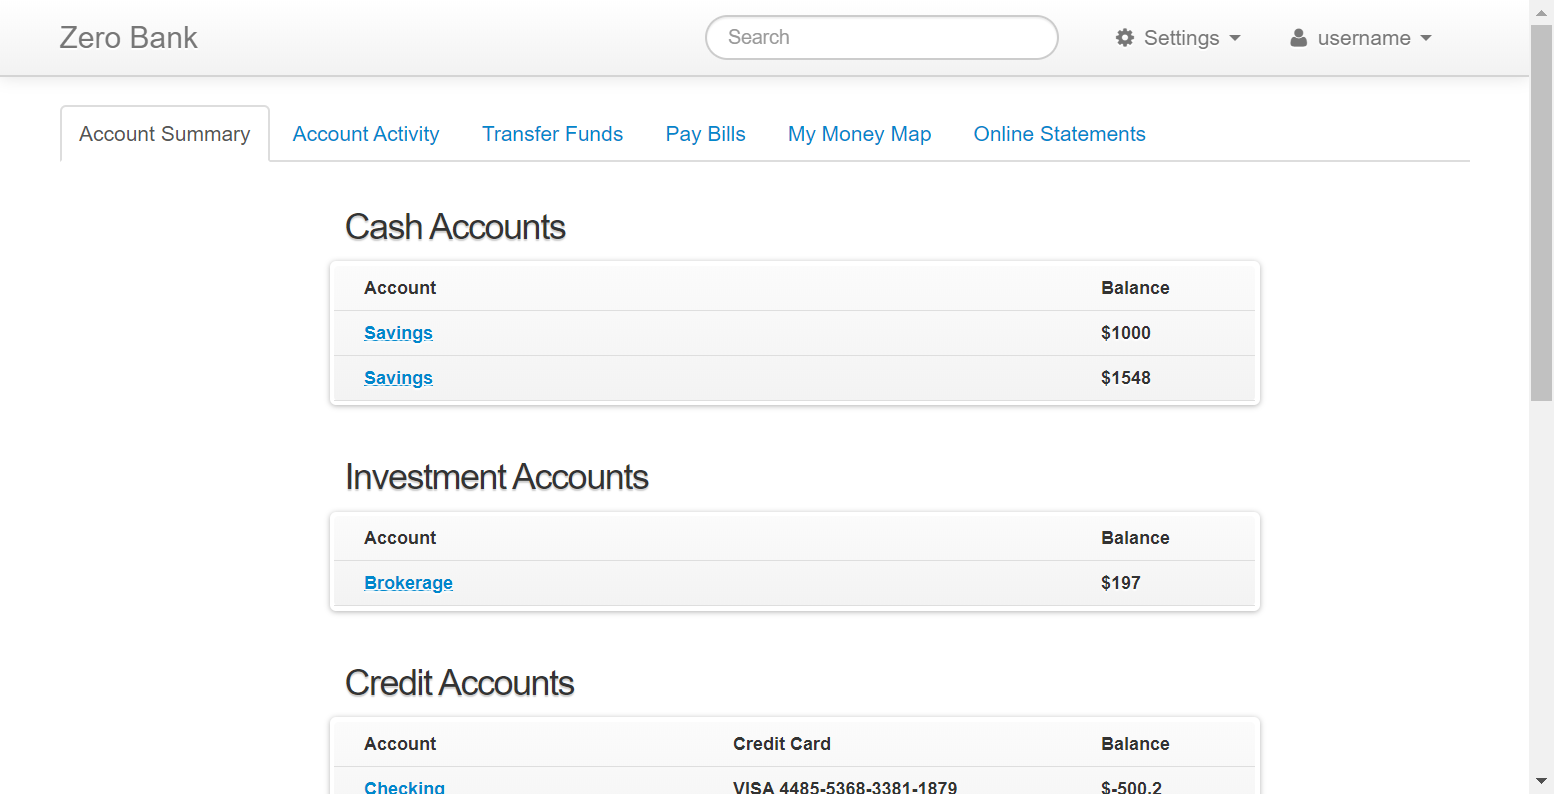 Zero Bank
Search
Settings
username
Account Summary
Account Activity
Transfer Funds
Pay Bills
My Money Map
Online Statements
Cash Accounts
Account Balance
Savings $1000
Savings $1548
Investment Accounts
Account Balance
Brokerage $197
Credit Accounts
Account Credit Card Balance
Checking VISA 4485-5368-3381-1879 $-500.2